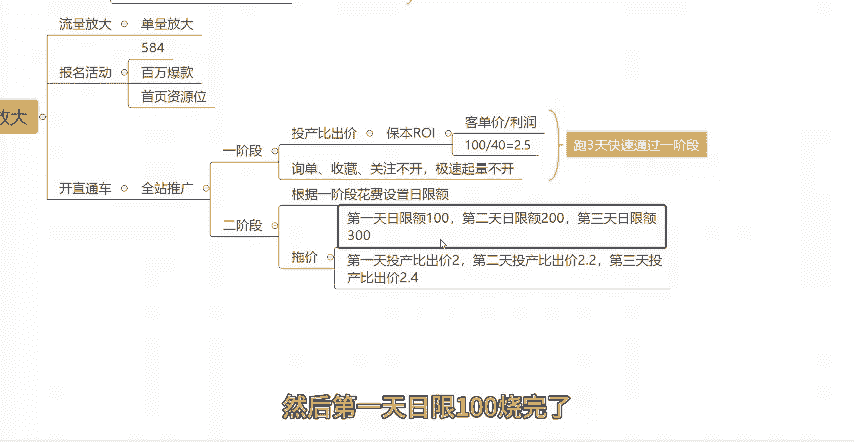 流量放大
单量放大
584
报名活动
百万爆款
首页资源位
放大
开直通车
全站推广
一阶段
投产比出价
保本ROI
客单价/利润
100/40=2.5
询单、收藏、关注不开，极速起量不开
跑3天快速通过一阶段
二阶段
根据一阶段花费设置日限额
第一天日限额100，第二天日限额200，第三天日限额
300
拖价
第一天投产比出价2，第二天投产比出价2.2，第三天投
产比出价2.4
然后第一天日限100烧完了